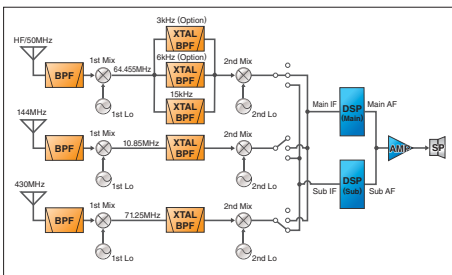 3kHz (Option)
HF/50MHz
1st Mix
XTAL
BPF
2nd Mix
BPF
64.455MHz
6kHz (Option)
XTAL
BPF
15kHz
1st Lo
XTAL
BPF
2nd Lo
Main IF
DSP
(Main)
Main AF
144MHz
1st Mix
2nd Mix
BPF
10.85MHz
XTAL
BPF
AMP
SP
1st Lo
2nd Lo
Sub IF
DSP
(Sub)
Sub AF
430MHz
1st Mix
2nd Mix
BPF
71.25MHz
XTAL
BPF
1st Lo
2nd Lo